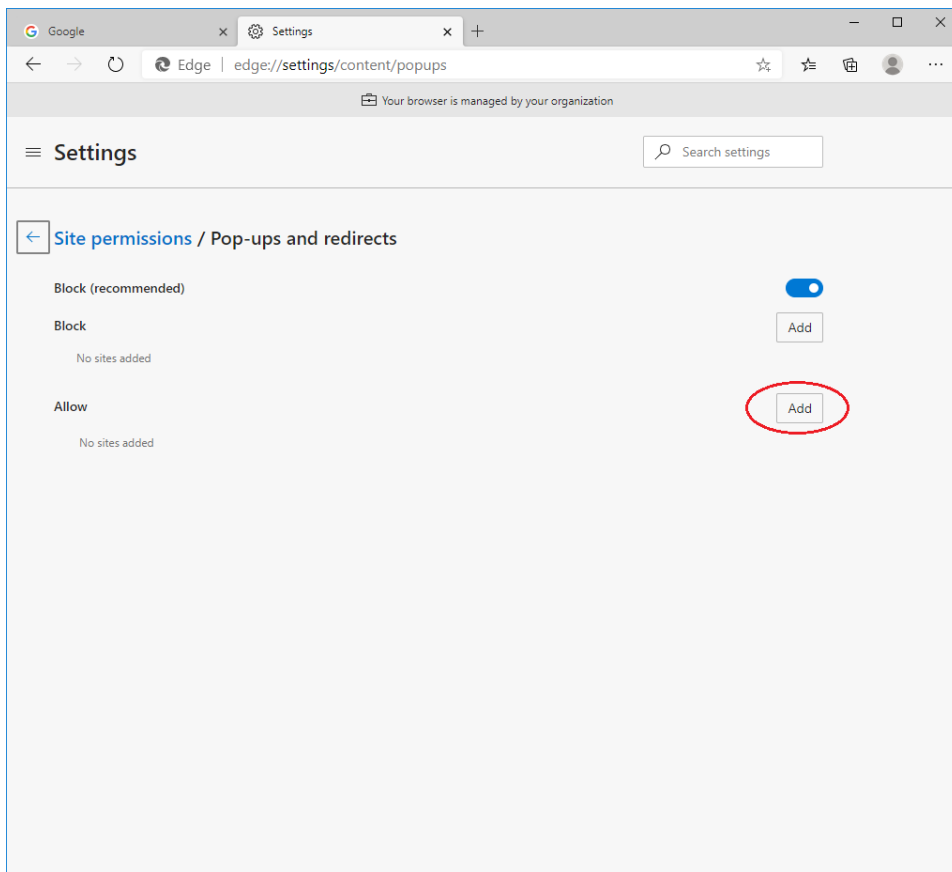 Google
Settings
Edge | edge://settings/content/popups
Your browser is managed by your organization
Settings
Search settings
Site permissions / Pop-ups and redirects
Block (recommended)
Block
Add
No sites added
Allow
Add
No sites added